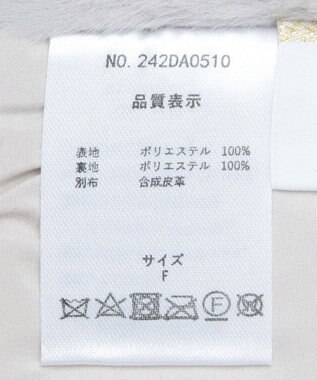 NO. 242DA0510
品質表示
表地 ポリエステル 100%
裏地 ポリエステル 100%
別布 合成皮革
サイズ
F
F W